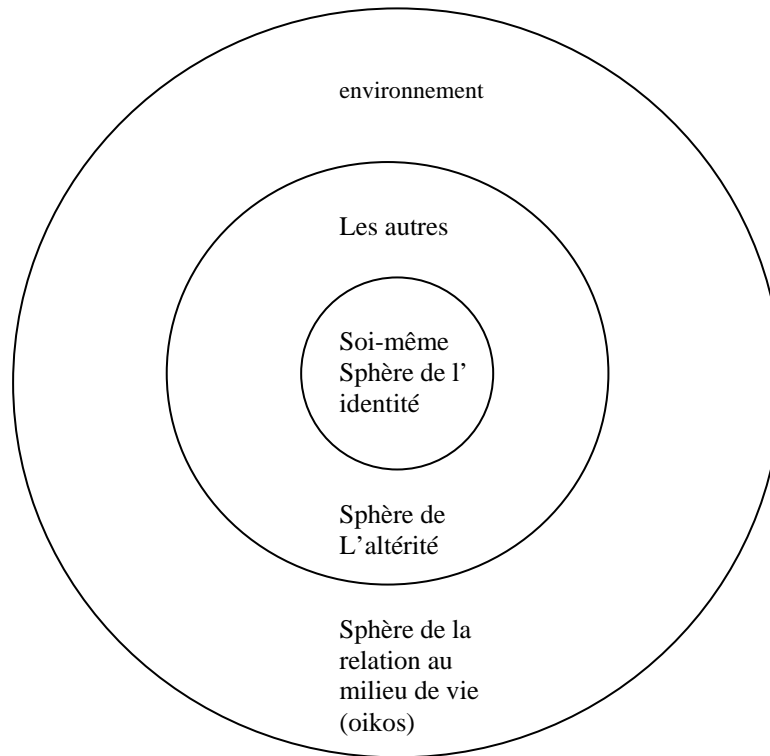 environnement
Les autres
Soi-même
Sphère de l’
identité
Sphère de
L’altérité
Sphère de la
relation au
milieu de vie
(oikos)